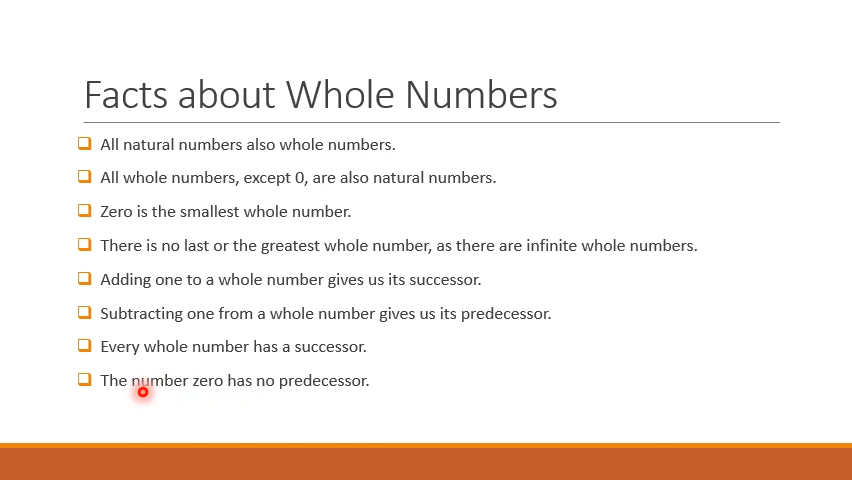 Facts about Whole Numbers
All natural numbers also whole numbers.
All whole numbers, except 0, are also natural numbers.
Zero is the smallest whole number.
There is no last or the greatest whole number, as there are infinite whole numbers.
Adding one to a whole number gives us its successor.
Subtracting one from a whole number gives us its predecessor.
Every whole number has a successor.
The number zero has no predecessor.